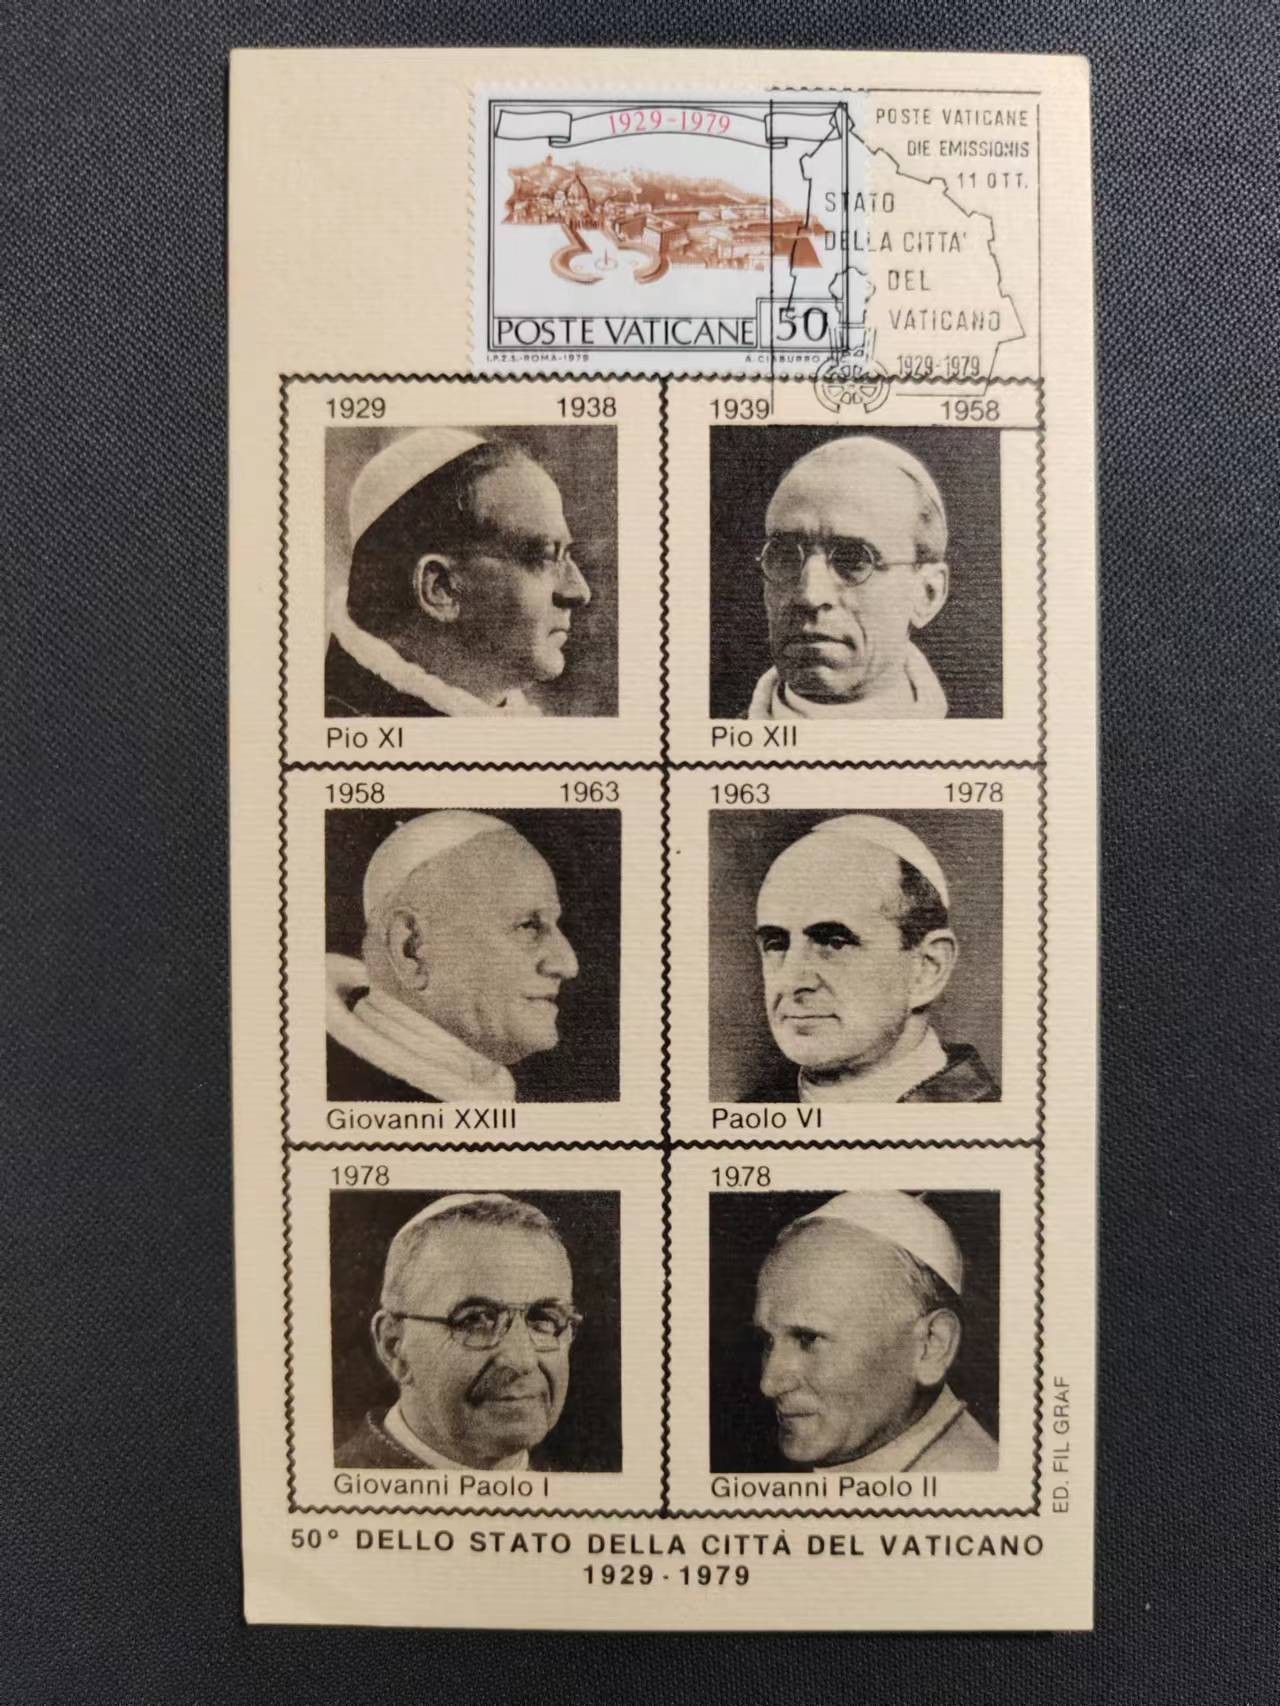 1929-1979
POSTE VATICANE 50
I.P.Z.S.-ROMA-1979
A. CIABURRO INC.
POSTE VATICANE
DIE EMISSIONIS
11 OTT.
STATO
DELLA CITTA'
DEL
VATICANO
1929-1979
1929 1938
Pio XI
1939 1958
Pio XII
1958 1963
Giovanni XXIII
1963 1978
Paolo VI
1978
Giovanni Paolo I
1978
Giovanni Paolo II
ED. FIL GRAF
50° DELLO STATO DELLA CITTÀ DEL VATICANO
1929-1979